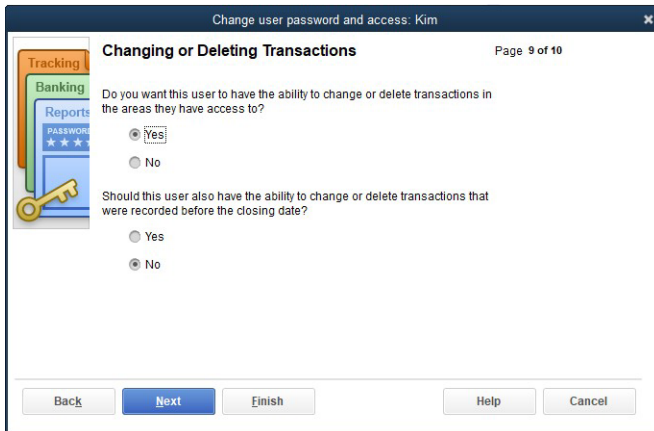 Change user password and access: Kim
Tracking
Banking
Reports
PASSWORD
Changing or Deleting Transactions
Page 9 of 10
Do you want this user to have the ability to change or delete transactions in
the areas they have access to?
Yes
No
Should this user also have the ability to change or delete transactions that
were recorded before the closing date?
Yes
No
Back
Next
Finish
Help
Cancel